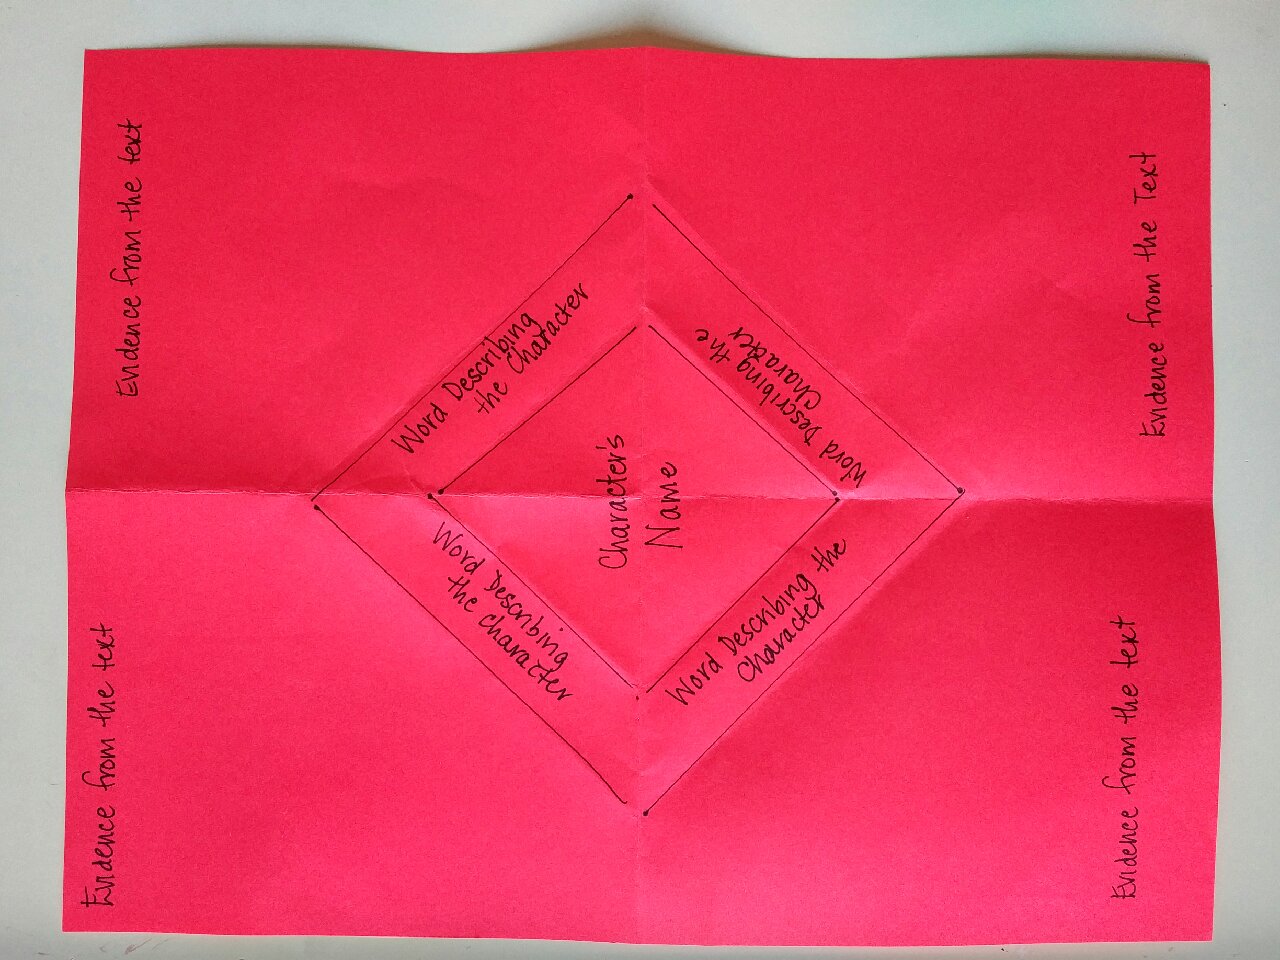 Evidence from the text
Evidence from the text
Word Describing
the character
Word Describing
the Character
Character's
Name
Word Describing the
Character
Word Describing the
Character
Evidence from the text
Evidence from the Text